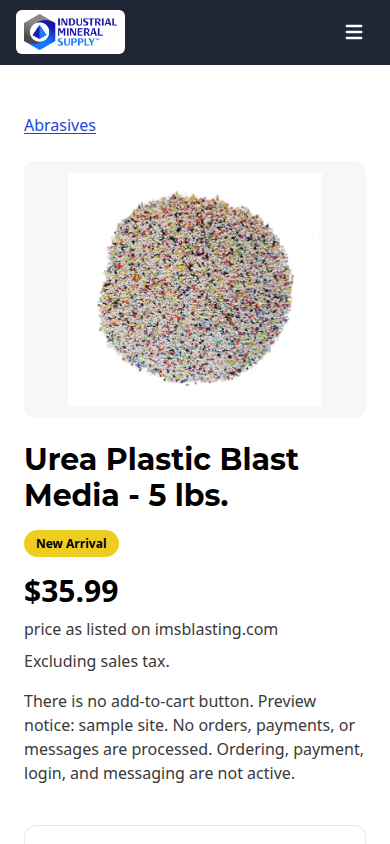 INDUSTRIAL
MINERAL
SUPPLY™
Abrasives
Urea Plastic Blast
Media - 5 lbs.
New Arrival
$35.99
price as listed on imsblasting.com
Excluding sales tax.
There is no add-to-cart button. Preview
notice: sample site. No orders, payments, or
messages are processed. Ordering, payment,
login, and messaging are not active.